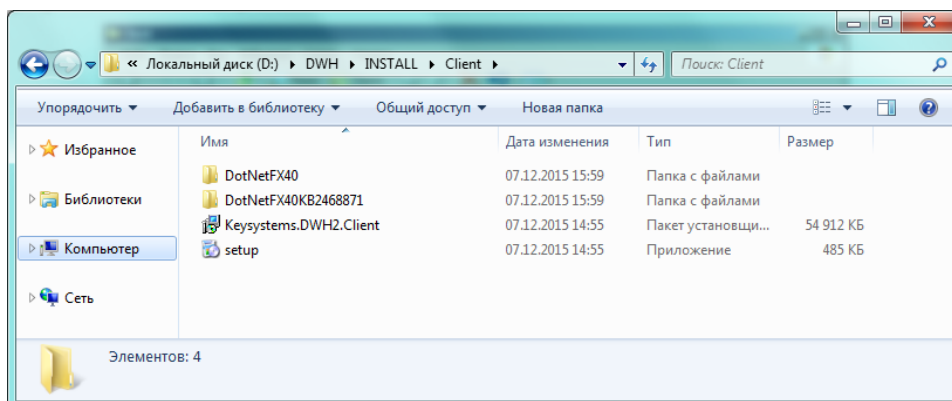 « Локальный диск (D:) ▸ DWH ▸ INSTALL ▸ Client ▸
Поиск: Client
Упорядочить Добавить в библиотеку Общий доступ Новая папка
Имя Дата изменения Тип Размер
Избранное
Библиотеки
Компьютер
Сеть
DotNetFX40 07.12.2015 15:59 Папка с файлами
DotNetFX40KB2468871 07.12.2015 15:59 Папка с файлами
Keysystems.DWH2.Client 07.12.2015 14:55 Пакет установщи... 54 912 КБ
setup 07.12.2015 14:55 Приложение 485 КБ
Элементов: 4